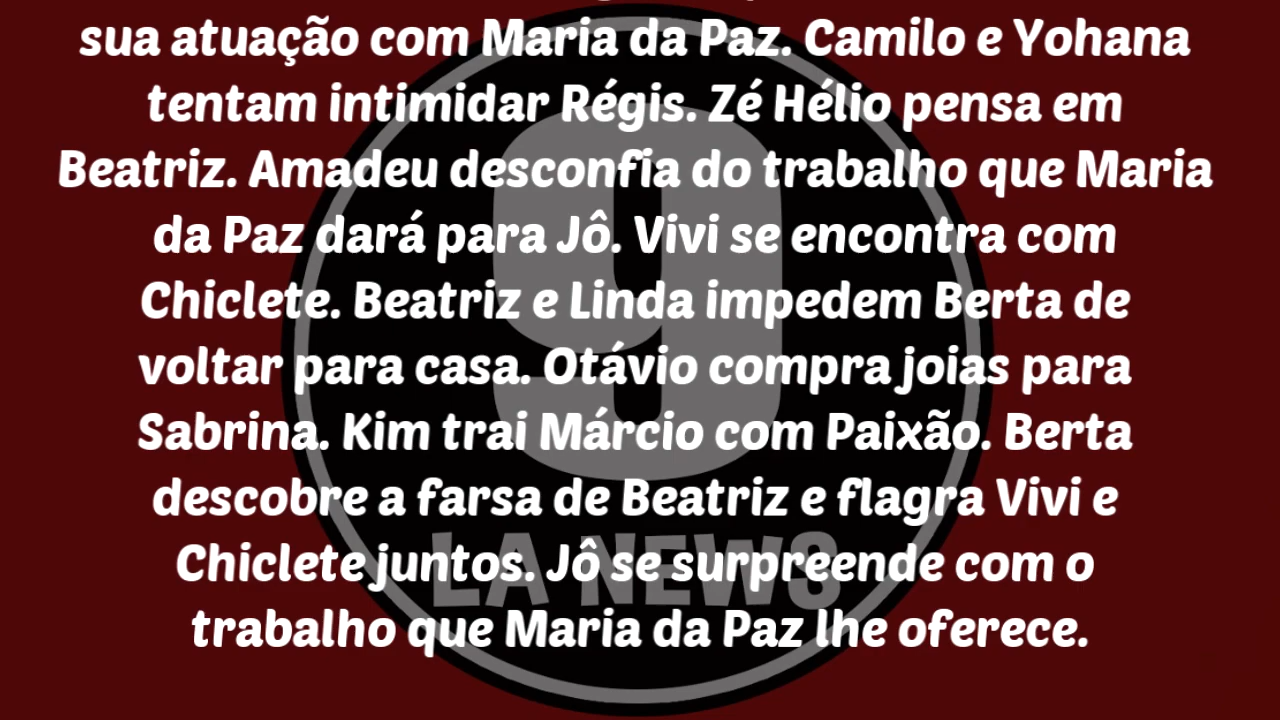 sua atuação com Maria da Paz. Camilo e Yohana
tentam intimidar Régis. Zé Hélio pensa em
Beatriz. Amadeu desconfia do trabalho que Maria
da Paz dará para Jô. Vivi se encontra com
Chiclete. Beatriz e Linda impedem Berta de
voltar para casa. Otávio compra joias para
Sabrina. Kim trai Márcio com Paixão. Berta
descobre a farsa de Beatriz e flagra Vivi e
Chiclete juntos. Jô se surpreende com o
trabalho que Maria da Paz lhe oferece.
9
LA NEW8